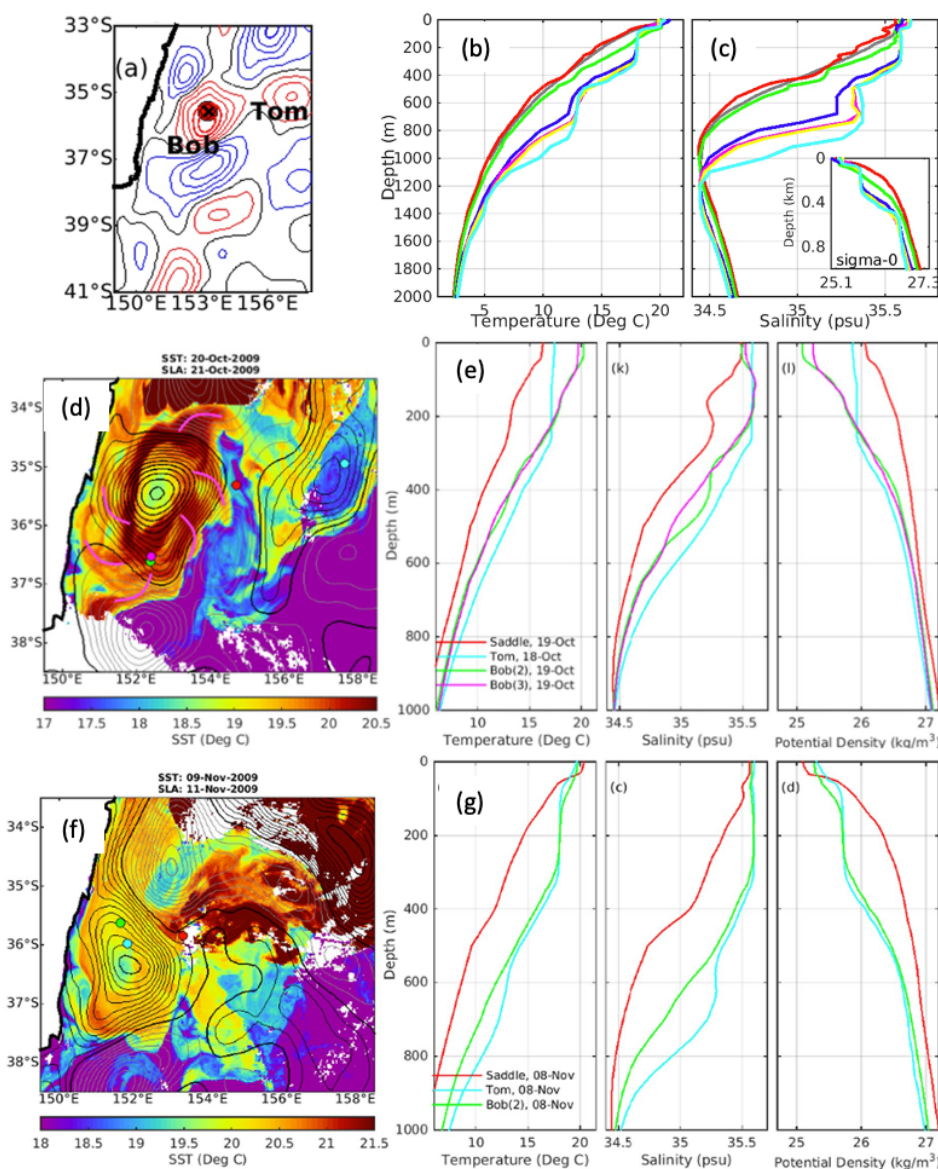 33°S
35°S
37°S
39°S
41°S
(a)
Bob
Tom
150°E
153°E
156°E
(b)
Depth (m)
0
200
400
600
800
1000
1200
1400
1600
1800
2000
5
10
15
20
Temperature (Deg C)
(c)
34.5
35
35.5
Salinity (psu)
Depth (km)
0
0.4
0.8
sigma-0
25.1
27.3
SST: 20-Oct-2009
SLA: 21-Oct-2009
(d)
34°S
35°S
36°S
37°S
38°S
150°E
152°E
154°E
156°E
158°E
17
17.5
18
18.5
19
19.5
20
20.5
SST (Deg C)
(e)
Depth (m)
0
200
400
600
800
1000
Saddle, 19-Oct
Tom, 18-Oct
Bob(2), 19-Oct
Bob(3), 19-Oct
10
15
20
Temperature (Deg C)
(k)
34.5
35
35.5
Salinity (psu)
(l)
25
26
27
Potential Density (kg/m³)
SST: 09-Nov-2009
SLA: 11-Nov-2009
(f)
34°S
35°S
36°S
37°S
38°S
150°E
152°E
154°E
156°E
158°E
18
18.5
19
19.5
20
20.5
21
21.5
SST (Deg C)
(g)
Depth (m)
0
200
400
600
800
1000
Saddle, 08-Nov
Tom, 08-Nov
Bob(2), 08-Nov
10
15
20
Temperature (Deg C)
(c)
34.5
35
35.5
Salinity (psu)
(d)
25
26
27
Potential Density (kg/m³)